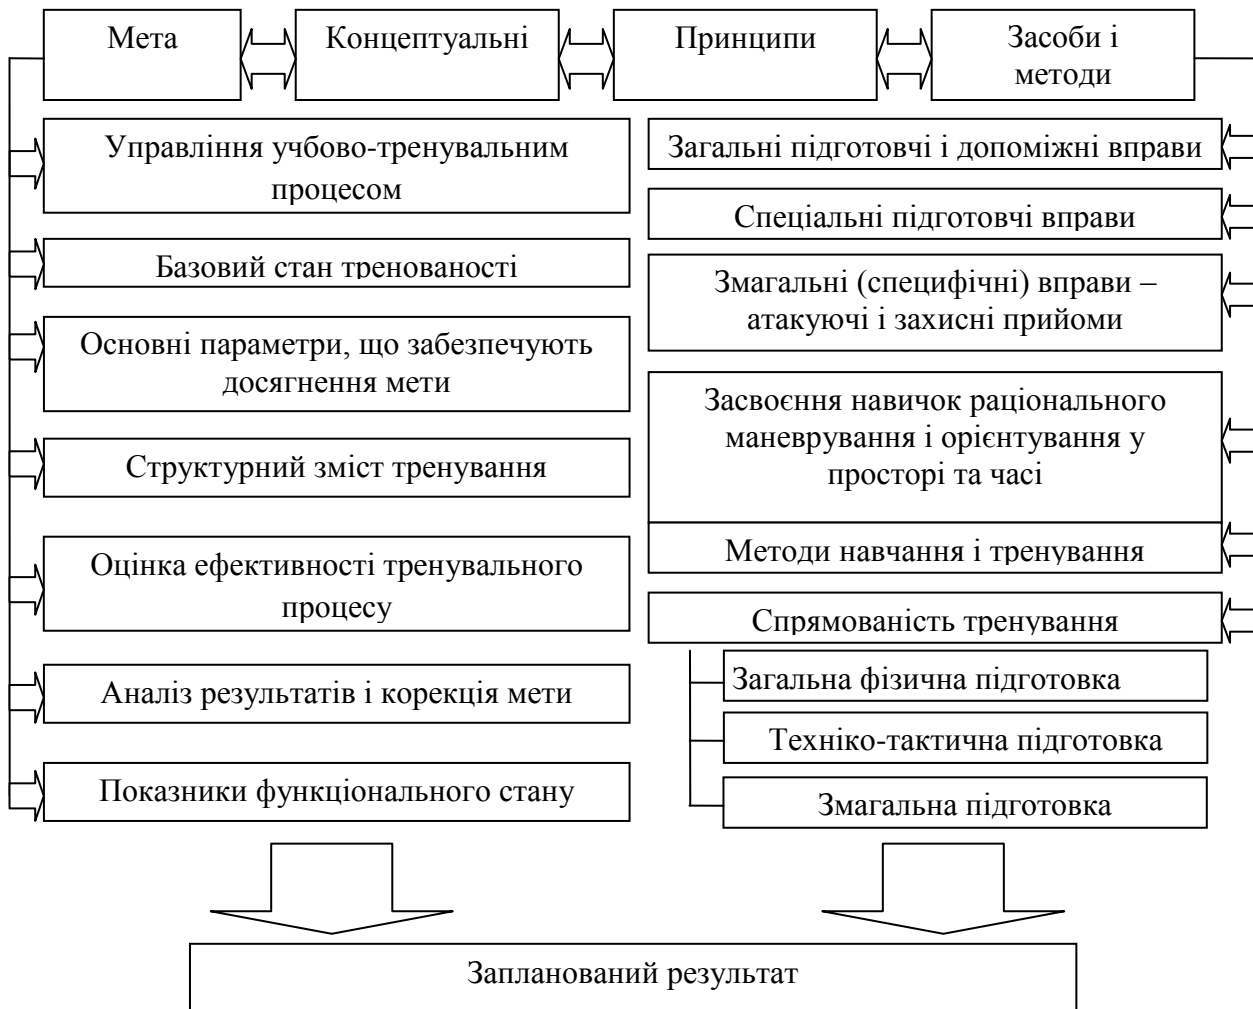 Мета
Концептуальні
Принципи
Засоби і
методи
Управління учбово-тренувальним
процесом
Базовий стан тренованості
Основні параметри, що забезпечують
досягнення мети
Структурний зміст тренування
Оцінка ефективності тренувального
процесу
Аналіз результатів і корекція мети
Показники функціонального стану
Загальні підготовчі і допоміжні вправи
Спеціальні підготовчі вправи
Змагальні (специфічні) вправи –
атакуючі і захисні прийоми
Засвоєння навичок раціонального
маневрування і орієнтування у
просторі та часі
Методи навчання і тренування
Спрямованість тренування
Загальна фізична підготовка
Техніко-тактична підготовка
Змагальна підготовка
Запланований результат